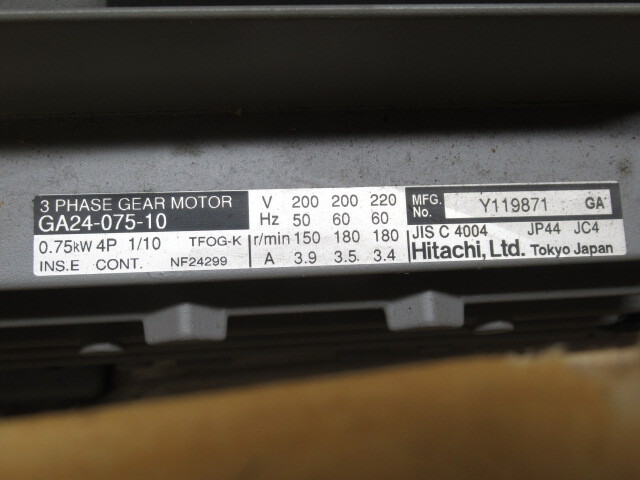 3 PHASE GEAR MOTOR
GA24-075-10
0.75kW 4P 1/10 TFOG-K
INS.E CONT. NF24299
V 200 200 220
Hz 50 60 60
r/min 150 180 180
A 3.9 3.5 3.4
MFG. No. Y119871 GA
JIS C 4004 JP44 JC4
Hitachi, Ltd. Tokyo Japan